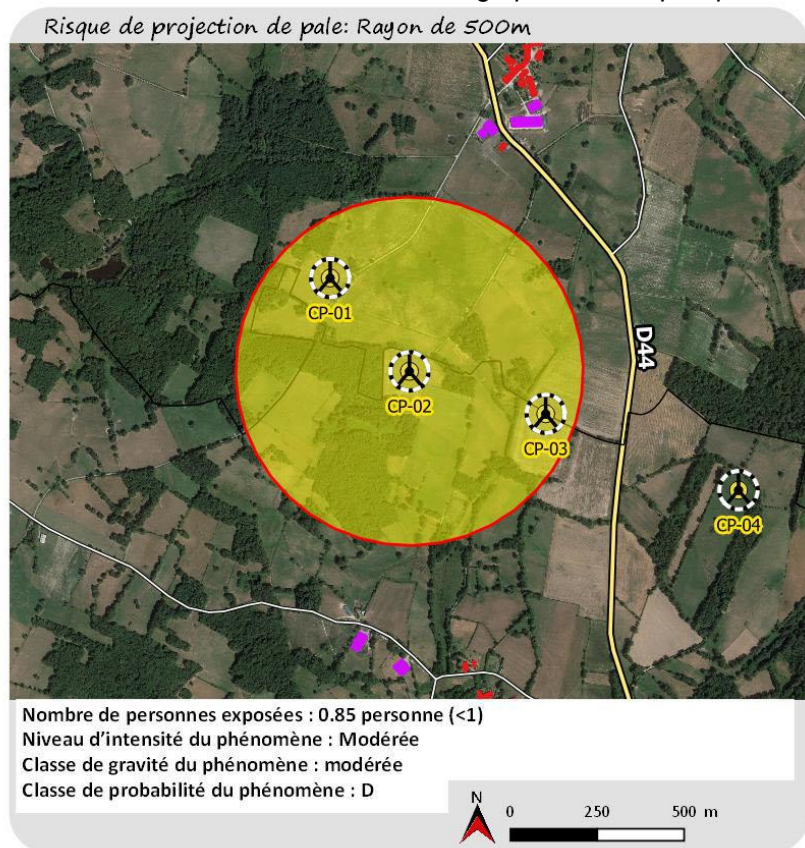 Risque de projection de pale: Rayon de 500m
CP-01
D44
CP-02
CP-03
CP-04
Nombre de personnes exposées : 0.85 personne (<1)
Niveau d'intensité du phénomène : Modérée
Classe de gravité du phénomène : modérée
Classe de probabilité du phénomène : D
N
0 250 500 m